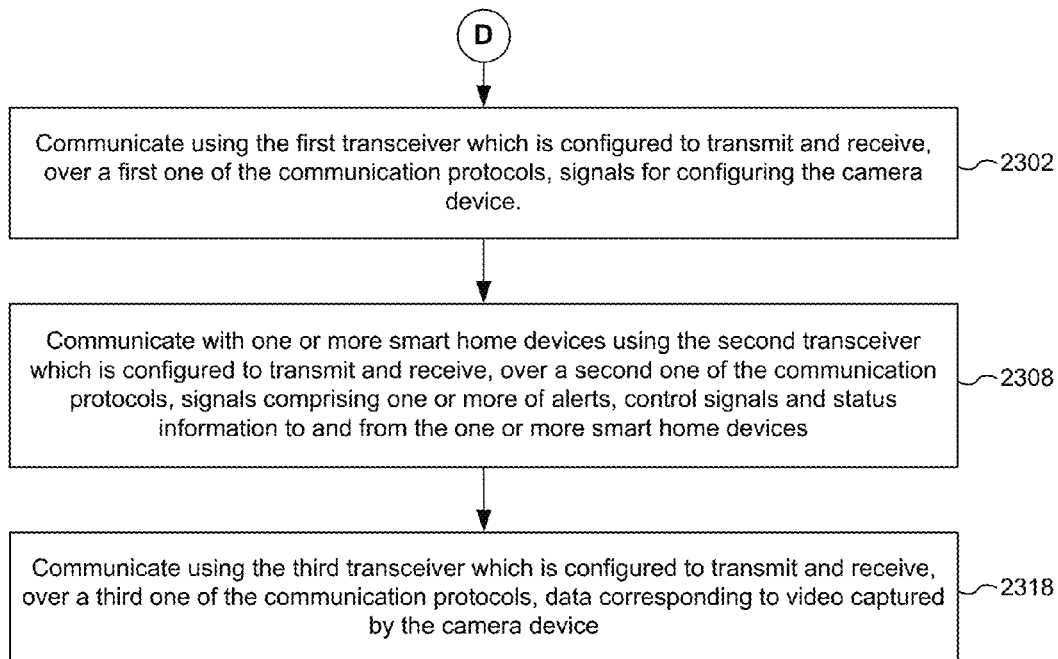 D
Communicate using the first transceiver which is configured to transmit and receive,
over a first one of the communication protocols, signals for configuring the camera
device.
2302
Communicate with one or more smart home devices using the second transceiver
which is configured to transmit and receive, over a second one of the communication
protocols, signals comprising one or more of alerts, control signals and status
information to and from the one or more smart home devices
2308
Communicate using the third transceiver which is configured to transmit and receive,
over a third one of the communication protocols, data corresponding to video captured
by the camera device
2318